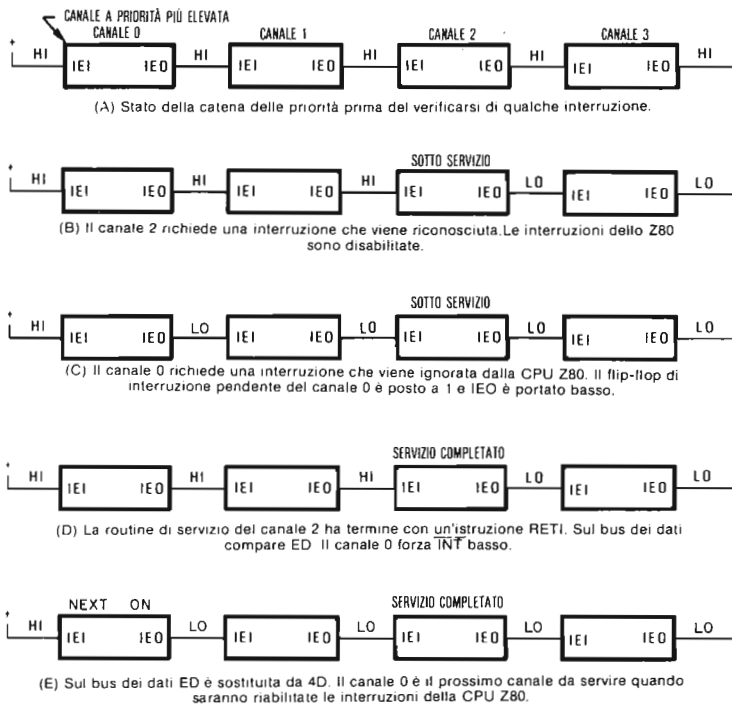 CANALE A PRIORITÀ PIÙ ELEVATA
CANALE 0 CANALE 1 CANALE 2 CANALE 3
+ HI IEI IEO HI IEI IEO HI IEI IEO HI IEI IEO HI
(A) Stato della catena delle priorità prima del verificarsi di qualche interruzione.
SOTTO SERVIZIO
+ HI IEI IEO HI IEI IEO HI IEI IEO LO IEI IEO LO
(B) Il canale 2 richiede una interruzione che viene riconosciuta.Le interruzioni dello Z80
sono disabilitate.
SOTTO SERVIZIO
+ HI IEI IEO LO IEI IEO LO IEI IEO LO IEI IEO LO
(C) Il canale 0 richiede una interruzione che viene ignorata dalla CPU Z80. Il flip-flop di
interruzione pendente del canale 0 è posto a 1 e IEO è portato basso.
SERVIZIO COMPLETATO
+ HI IEI IEO HI IEI IEO HI IEI IEO LO IEI IEO LO
(D) La routine di servizio del canale 2 ha termine con un'istruzione RETI. Sul bus dei dati
compare ED Il canale 0 forza INT basso.
NEXT ON SERVIZIO COMPLETATO
+ HI IEI IEO LO IEI IEO LO IEI IEO LO IEI IEO LO
(E) Sul bus dei dati ED è sostituita da 4D. Il canale 0 è il prossimo canale da servire quando
saranno riabilitate le interruzioni della CPU Z80.